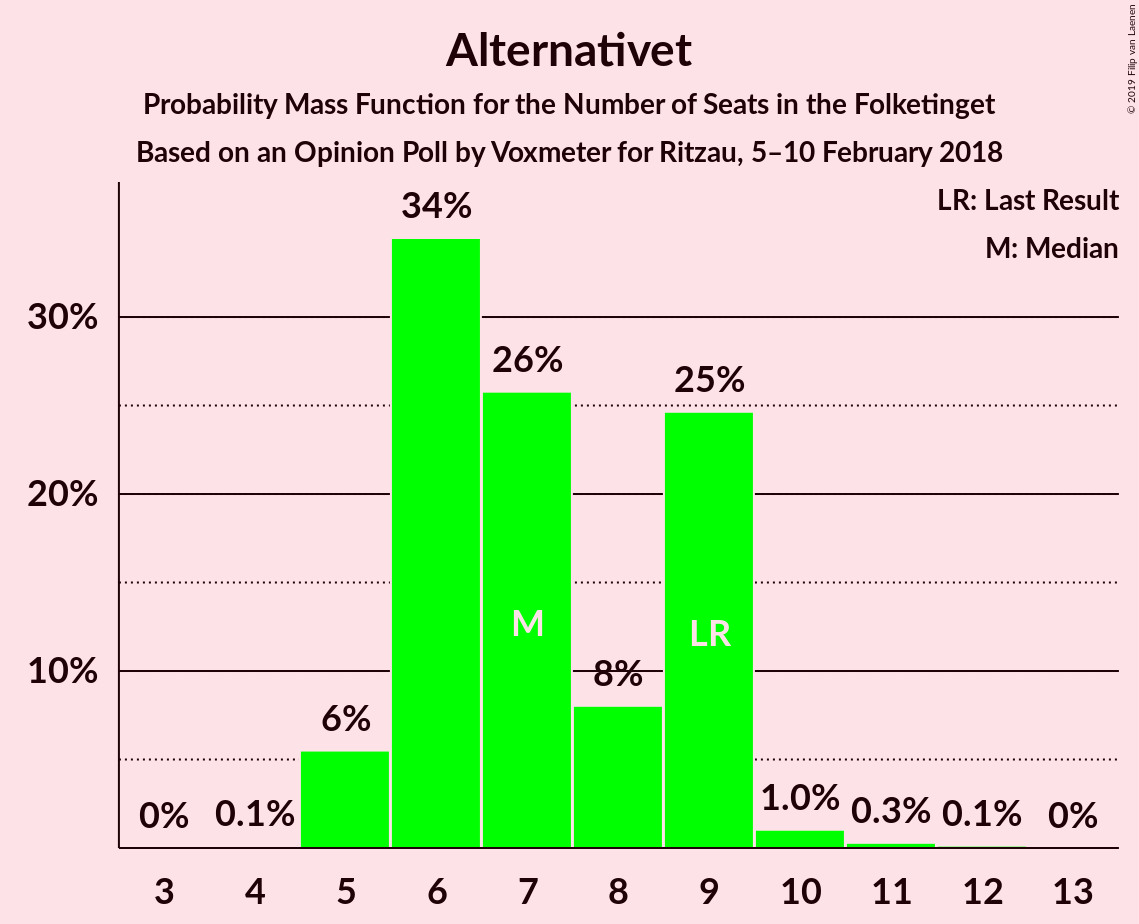 Alternativet
Probability Mass Function for the Number of Seats in the Folketinget
Based on an Opinion Poll by Voxmeter for Ritzau, 5–10 February 2018
© 2019 Filip van Laenen
LR: Last Result
M: Median
34%
30%
26%
25%
20%
M
LR
10%
8%
6%
0%
0.1%
1.0%
0.3%
0.1%
0%
3 4 5 6 7 8 9 10 11 12 13